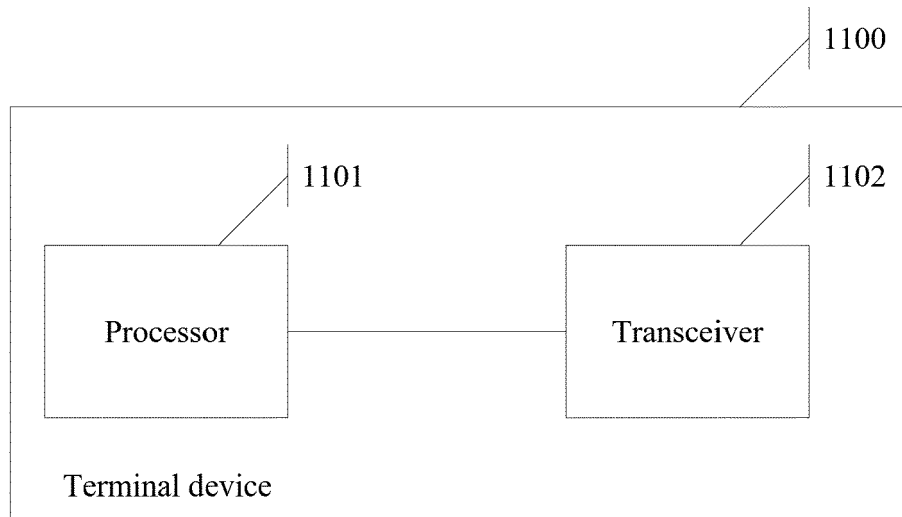 1100
1101
1102
Processor
Transceiver
Terminal device